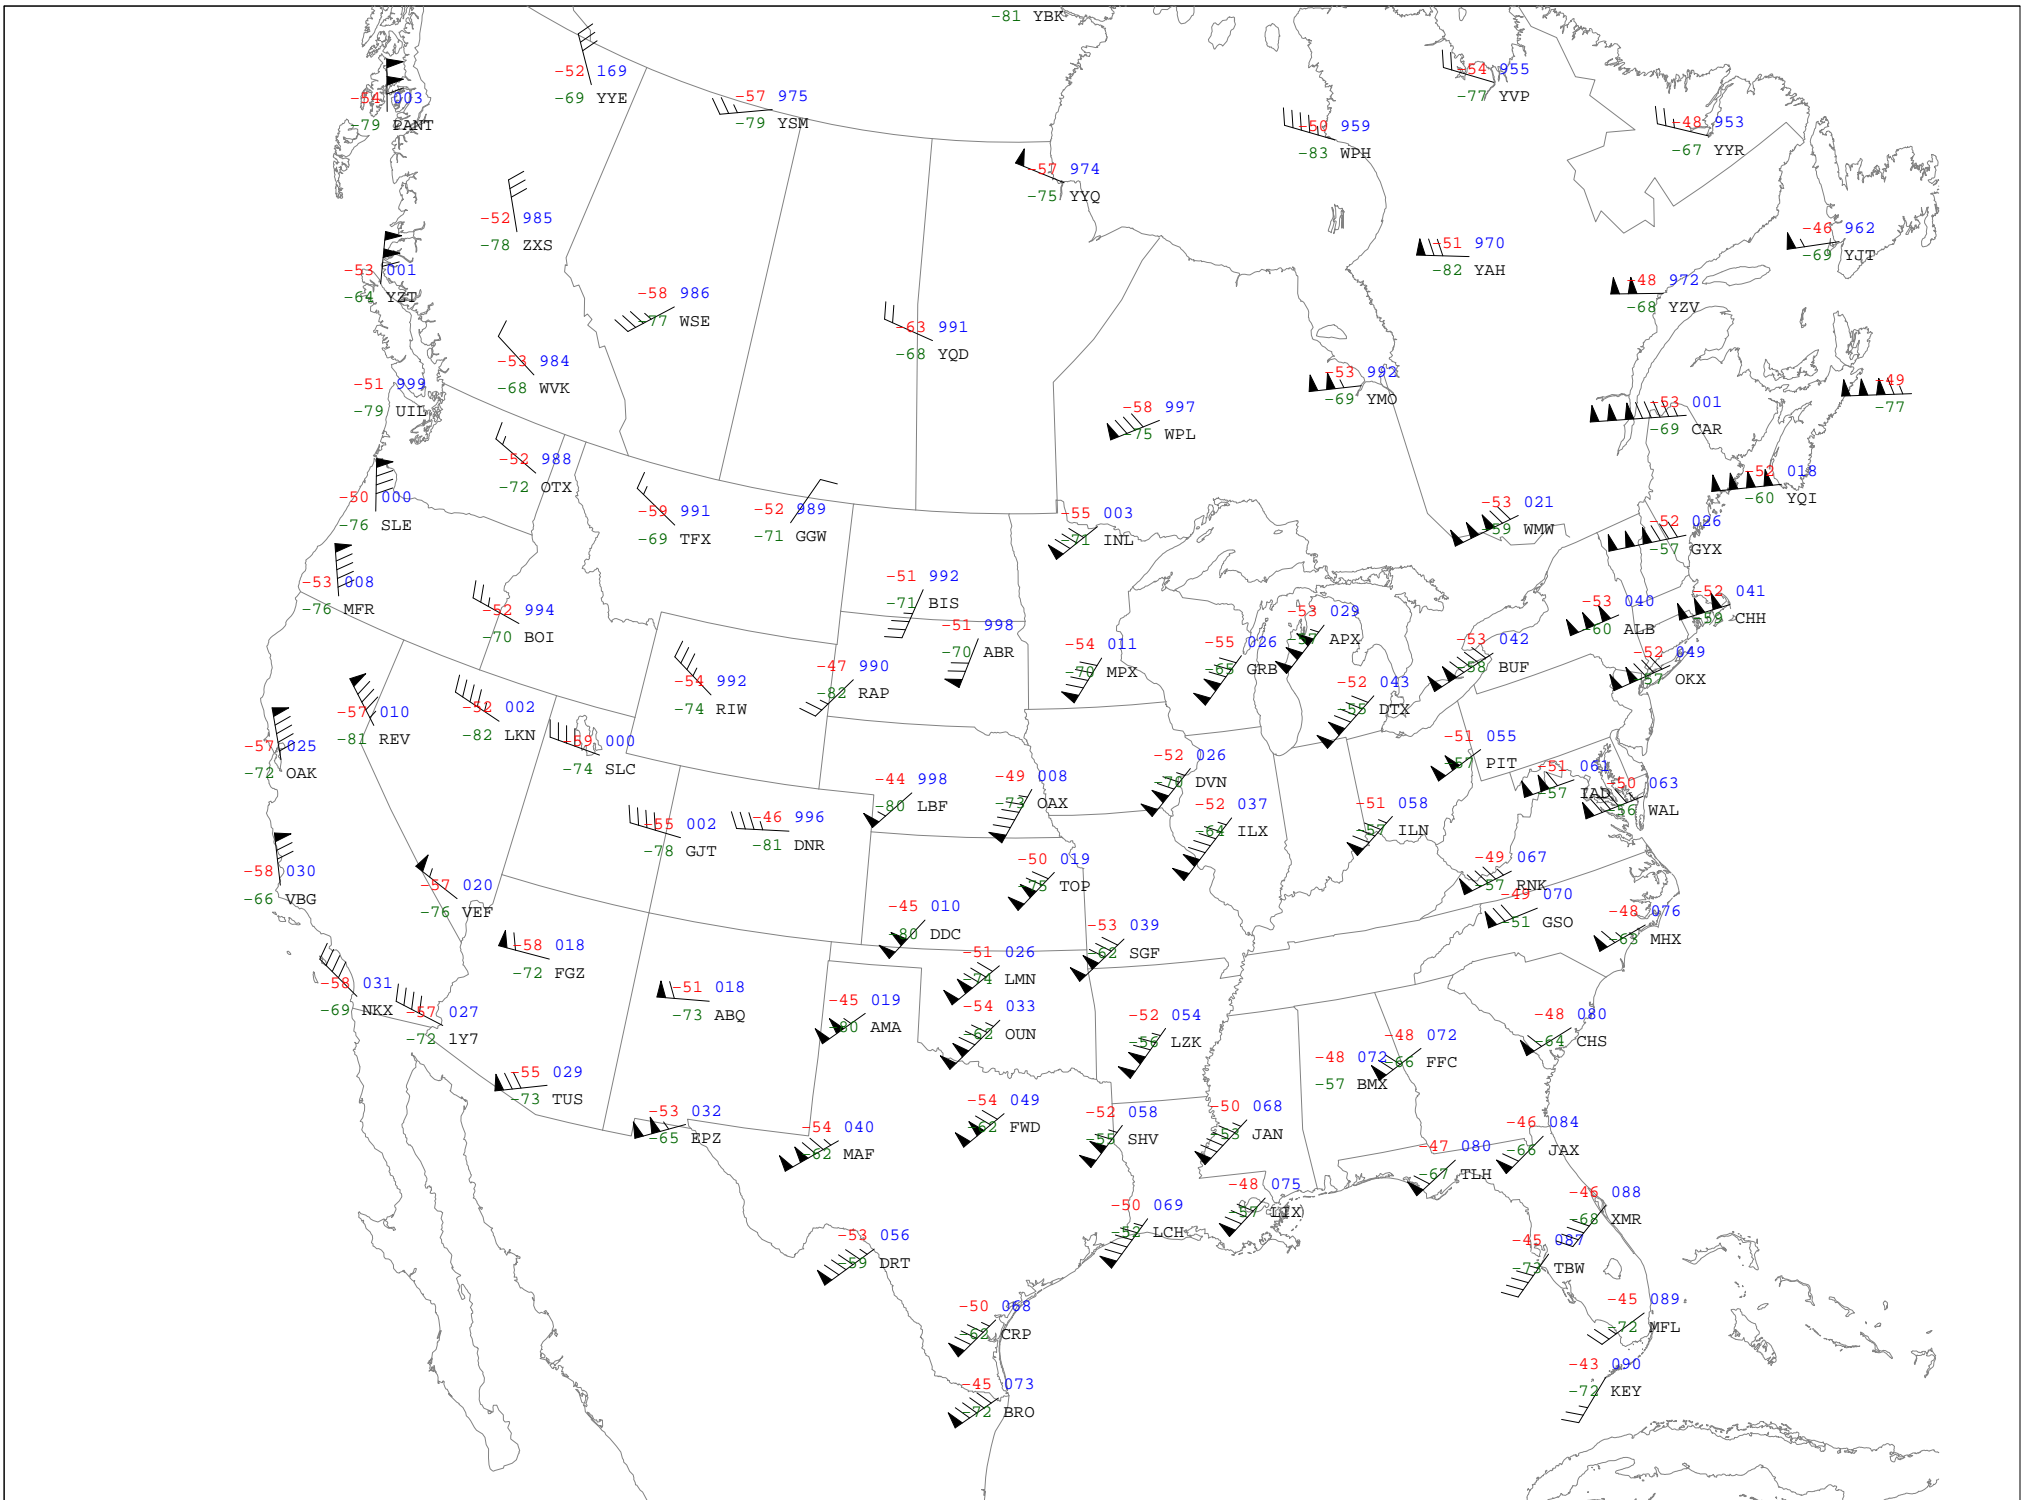 -81 YBK
-52 169
-69 YYE
-54 003
-79 PANT
-57 975
-79 YSM
-54 955
-77 YVP
-50 959
-83 WPH
-48 953
-67 YYR
-57 974
-75 YYQ
-52 985
-78 ZXS
-46 962
-69 YJT
-51 970
-82 YAH
-53 001
-64 YZT
-48 972
-68 YZV
-58 986
-77 WSE
-63 991
-68 YQD
-53 984
-68 WVK
-51 999
-79 UIL
-53 992
-69 YMO
-49
-77
-58 997
-75 WPL
-53 001
-69 CAR
-52 988
-72 OTX
-52 018
-60 YQI
-50 000
-76 SLE
-59 991
-69 TFX
-52 989
-71 GGW
-55 003
-71 INL
-53 021
-59 WMW
-52 026
-57 GYX
-53 008
-76 MFR
-51 992
-71 BIS
-52 994
-70 BOI
-51 998
-70 ABR
-53 029
-57 APX
-53 040
-60 ALB
-52 041
-59 CHH
-54 011
-70 MPX
-55 026
-65 GRB
-53 042
-58 BUF
-52 049
-57 OKX
-47 990
-82 RAP
-54 992
-74 RIW
-52 043
-55 DTX
-57 010
-81 REV
-52 002
-82 LKN
-59 000
-74 SLC
-57 025
-72 OAK
-51 055
-57 PIT
-52 026
-70 DVN
-51 061
-57 IAD
-50 063
-56 WAL
-44 998
-80 LBF
-49 008
-73 OAX
-55 002
-78 GJT
-46 996
-81 DNR
-52 037
-64 ILX
-51 058
-57 ILN
-58 030
-66 VBG
-57 020
-76 VEF
-50 019
-75 TOP
-49 067
-57 RNK
-49 070
-51 GSO
-45 010
-80 DDC
-48 076
-63 MHX
-58 018
-72 FGZ
-53 039
-62 SGF
-51 026
-74 LMN
-58 031
-69 NKX
-57 027
-72 1Y7
-51 018
-73 ABQ
-45 019
-80 AMA
-54 033
-62 OUN
-52 054
-56 LZK
-48 080
-64 CHS
-48 072
-66 FFC
-48 072
-57 BMX
-55 029
-73 TUS
-53 032
-65 EPZ
-54 040
-62 MAF
-54 049
-62 FWD
-52 058
-55 SHV
-50 068
-53 JAN
-46 084
-66 JAX
-47 080
-67 TLH
-48 075
-57 LIX
-46 088
-68 XMR
-50 069
-52 LCH
-53 056
-59 DRT
-45 087
-73 TBW
-50 068
-62 CRP
-45 089
-72 MFL
-45 073
-72 BRO
-43 090
-72 KEY